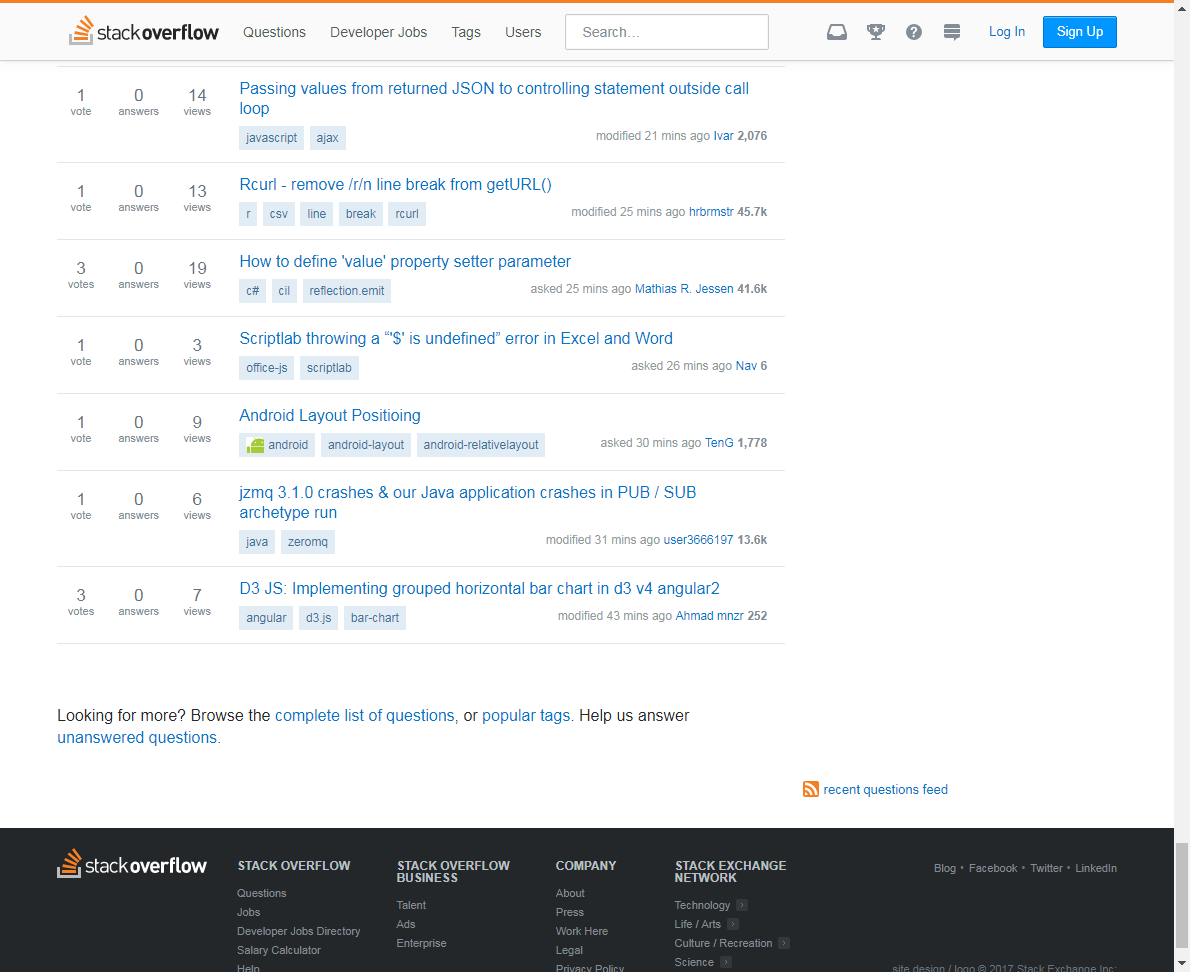 stackoverflow Questions Developer Jobs Tags Users Search... Log In Sign Up
1 vote 0 answers 14 views
Passing values from returned JSON to controlling statement outside call
loop
javascript ajax
modified 21 mins ago Ivar 2,076
1 vote 0 answers 13 views
Rcurl - remove /r/n line break from getURL()
r csv line break rcurl
modified 25 mins ago hrbrmstr 45.7k
3 votes 0 answers 19 views
How to define 'value' property setter parameter
c# cil reflection.emit
asked 25 mins ago Mathias R. Jessen 41.6k
1 vote 0 answers 3 views
Scriptlab throwing a “'$' is undefined” error in Excel and Word
office-js scriptlab
asked 26 mins ago Nav 6
1 vote 0 answers 9 views
Android Layout Positioing
android android-layout android-relativelayout
asked 30 mins ago TenG 1,778
1 vote 0 answers 6 views
jzmq 3.1.0 crashes & our Java application crashes in PUB / SUB
archetype run
java zeromq
modified 31 mins ago user3666197 13.6k
3 votes 0 answers 7 views
D3 JS: Implementing grouped horizontal bar chart in d3 v4 angular2
angular d3.js bar-chart
modified 43 mins ago Ahmad mnzr 252
Looking for more? Browse the complete list of questions, or popular tags. Help us answer
unanswered questions.
recent questions feed
stackoverflow
STACK OVERFLOW
Questions
Jobs
Developer Jobs Directory
Salary Calculator
Help
STACK OVERFLOW
BUSINESS
Talent
Ads
Enterprise
COMPANY
About
Press
Work Here
Legal
Privacy Policy
STACK EXCHANGE
NETWORK
Technology
Life / Arts
Culture / Recreation
Science
Blog • Facebook • Twitter • LinkedIn
site design / logo © 2017 Stack Exchange Inc;